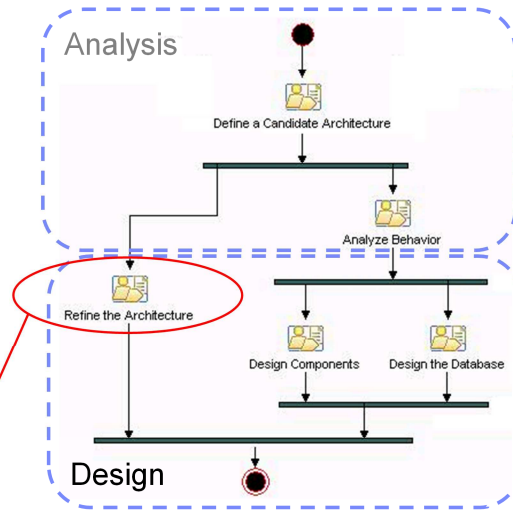 Analysis
Define a Candidate Architecture
Analyze Behavior
Refine the Architecture
Design Components
Design the Database
Design